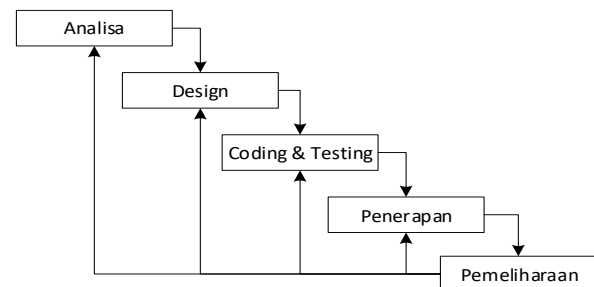 Analisa
Design
Coding & Testing
Penerapan
Pemeliharaan